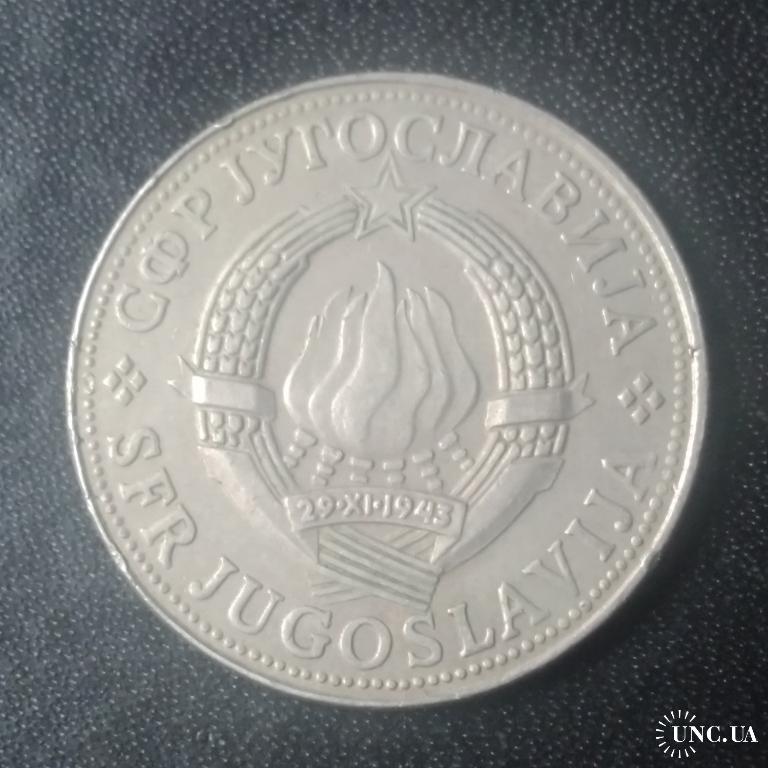 СФР ЈУГОСЛАВИЈА
29·XI·1943
SFR JUGOSLAVIJA
UNC.UA